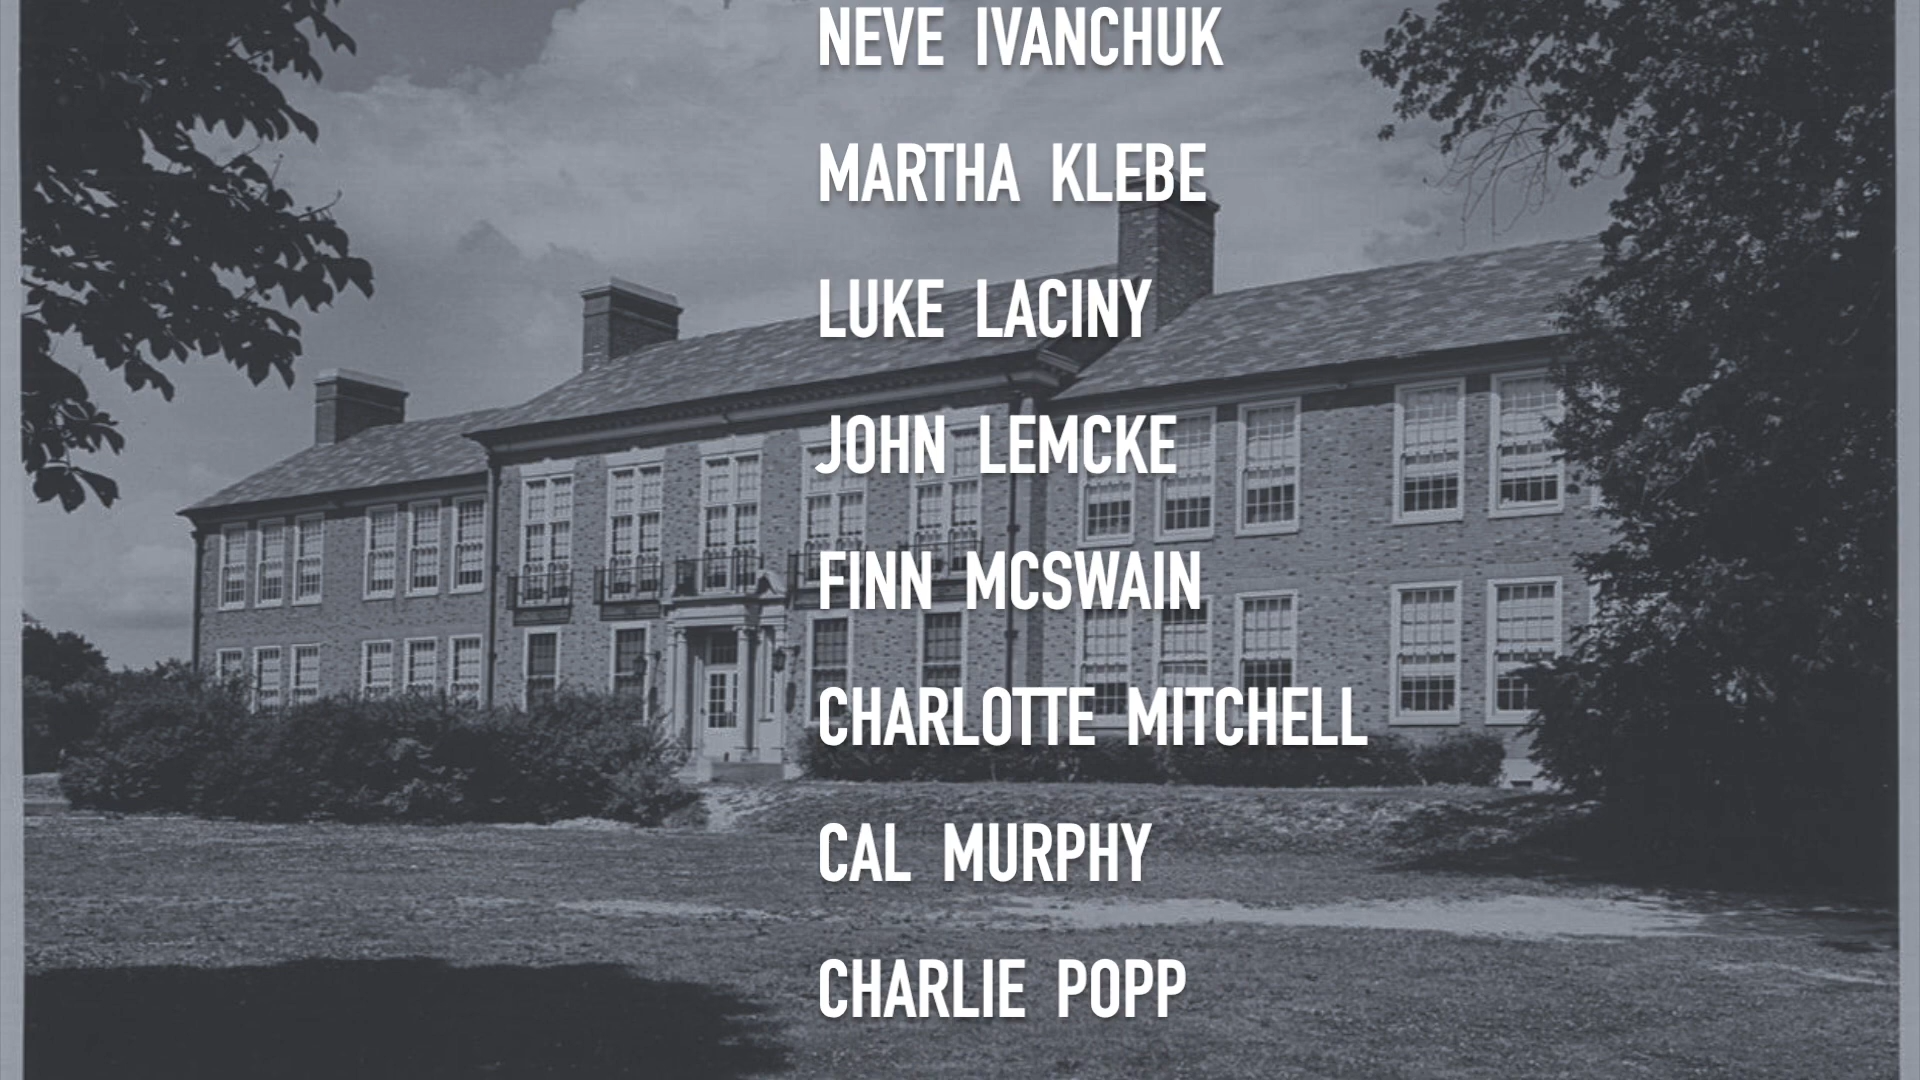 NEVE IVANCHUK
MARTHA KLEBE
LUKE LACINY
JOHN LEMCKE
FINN MCSWAIN
CHARLOTTE MITCHELL
CAL MURPHY
CHARLIE POPP